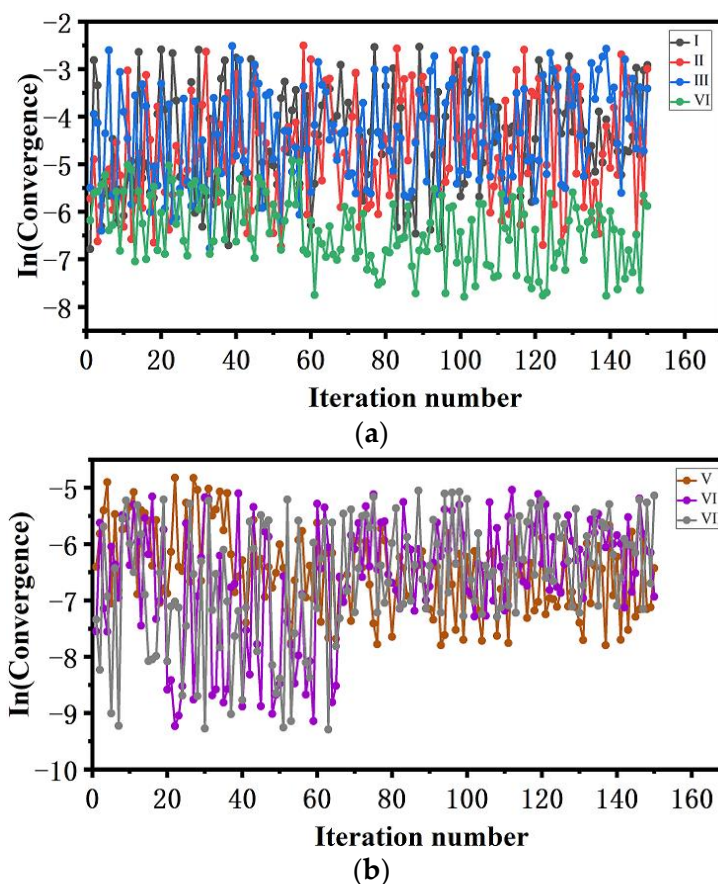 ln(Convergence)
−2
−3
−4
−5
−6
−7
−8
0 20 40 60 80 100 120 140 160
Iteration number
I
II
III
VI
(a)
ln(Convergence)
−5
−6
−7
−8
−9
−10
0 20 40 60 80 100 120 140 160
Iteration number
V
VI
VII
(b)